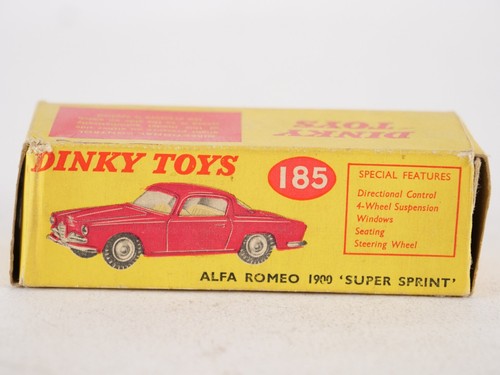 DINKY TOYS
DINKY TOYS
185
SPECIAL FEATURES
Directional Control
4-Wheel Suspension
Windows
Seating
Steering Wheel
ALFA ROMEO 1900 'SUPER SPRINT'